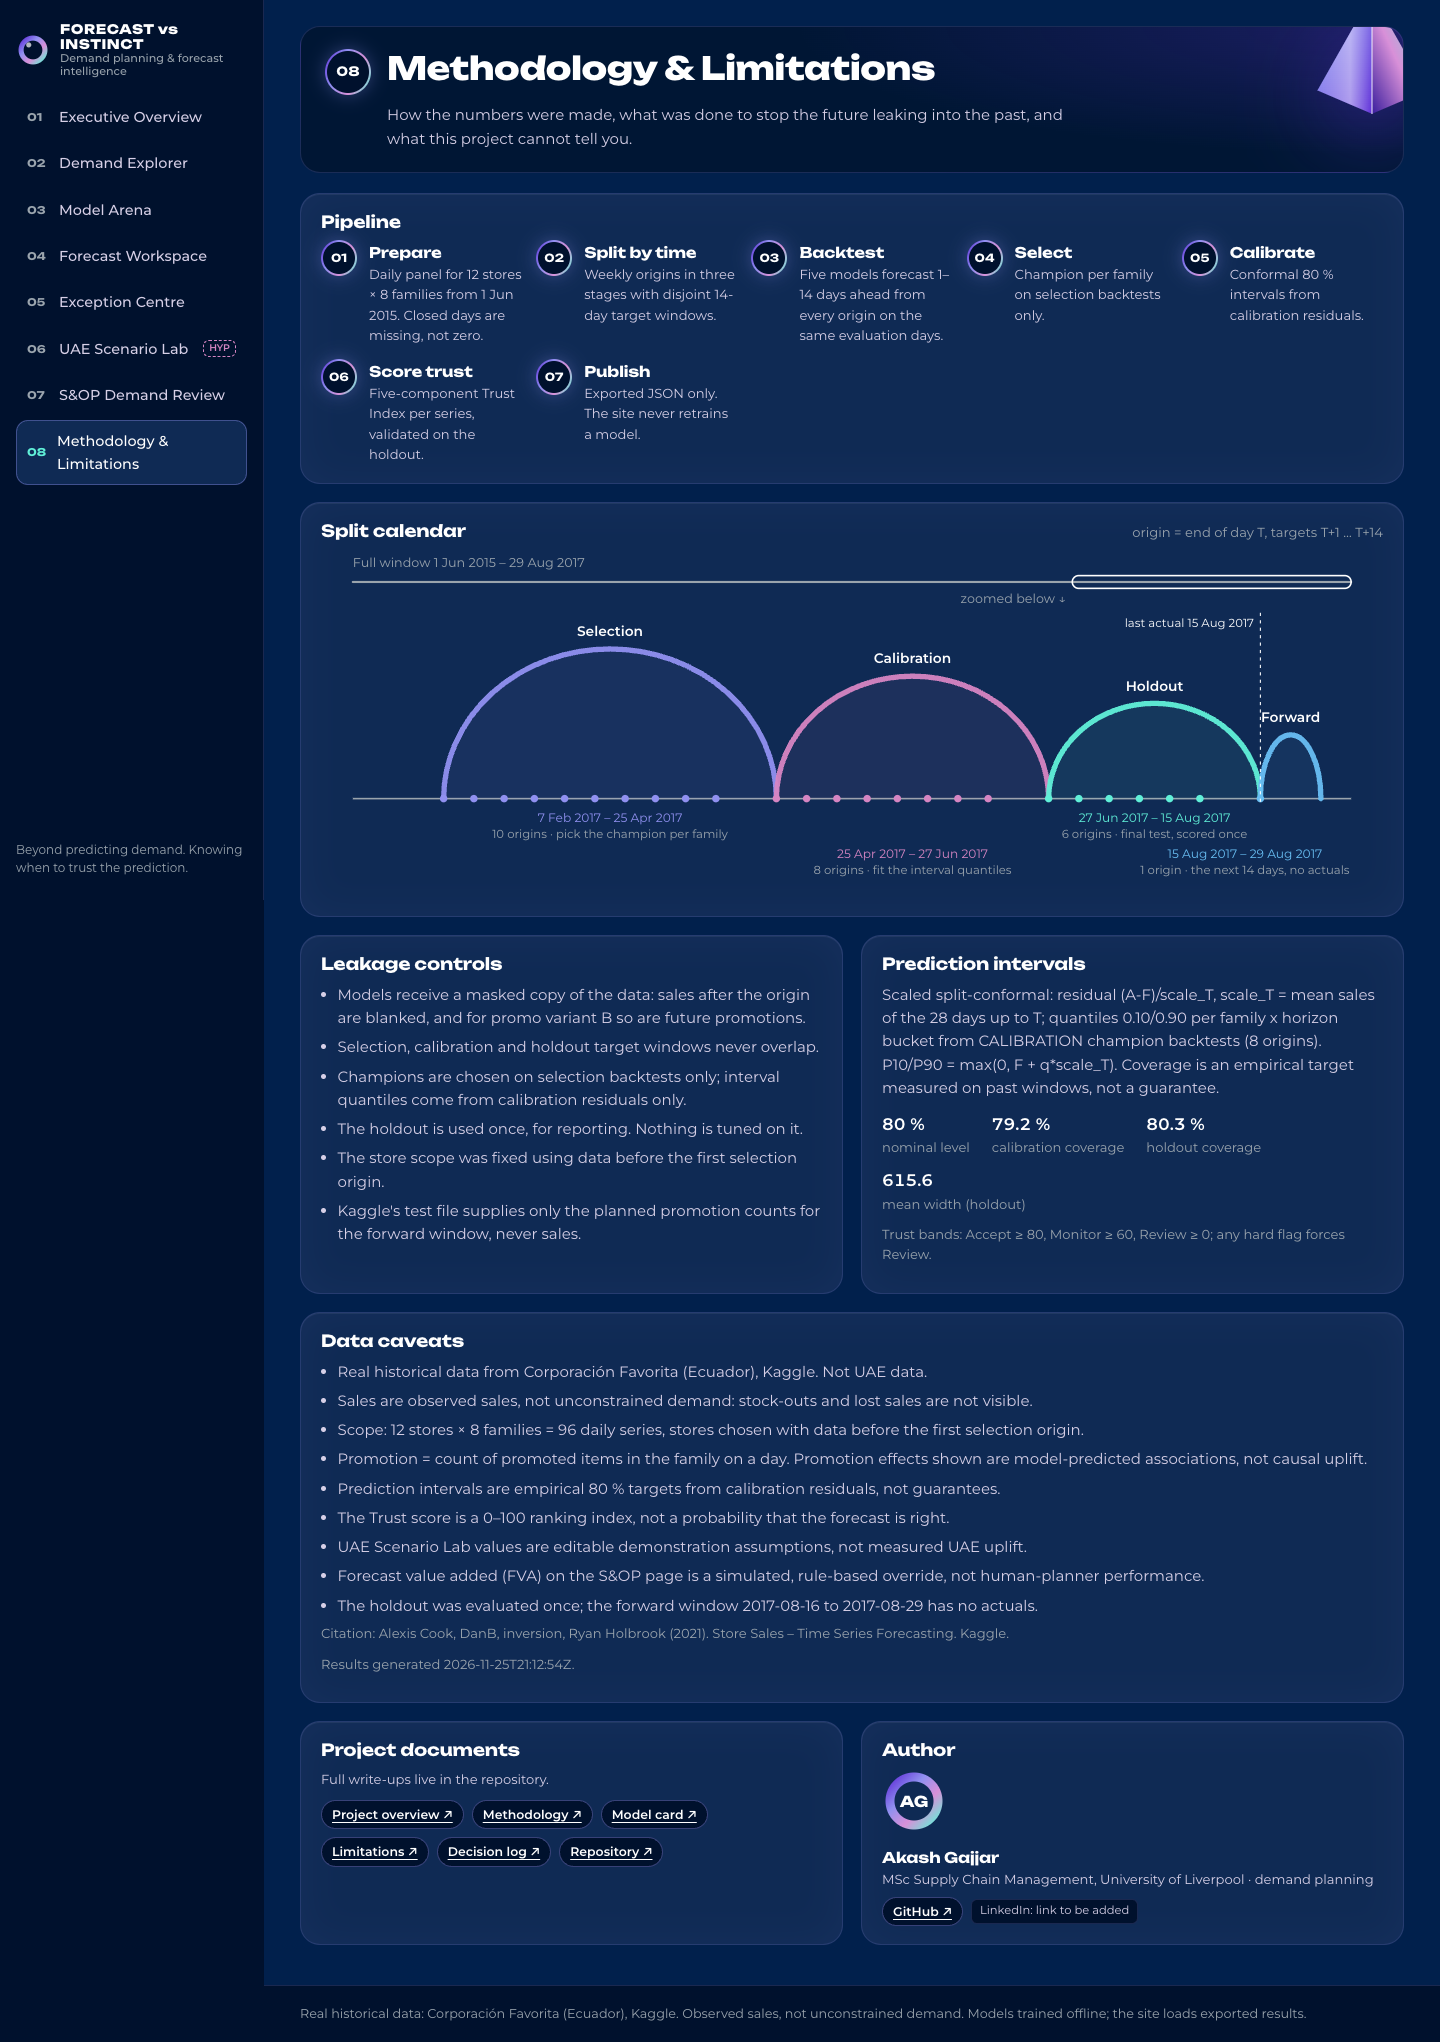 FORECAST vs
INSTINCT
Demand planning & forecast
intelligence
01 Executive Overview
02 Demand Explorer
03 Model Arena
04 Forecast Workspace
05 Exception Centre
06 UAE Scenario Lab HYP
07 S&OP Demand Review
08 Methodology &
Limitations
Beyond predicting demand. Knowing
when to trust the prediction.
08 Methodology & Limitations
How the numbers were made, what was done to stop the future leaking into the past, and
what this project cannot tell you.
Pipeline
01 Prepare
Daily panel for 12 stores
× 8 families from 1 Jun
2015. Closed days are
missing, not zero.
02 Split by time
Weekly origins in three
stages with disjoint 14-
day target windows.
03 Backtest
Five models forecast 1–
14 days ahead from
every origin on the
same evaluation days.
04 Select
Champion per family
on selection backtests
only.
05 Calibrate
Conformal 80 %
intervals from
calibration residuals.
06 Score trust
Five-component Trust
Index per series,
validated on the
holdout.
07 Publish
Exported JSON only.
The site never retrains
a model.
Split calendar
origin = end of day T, targets T+1 … T+14
Full window 1 Jun 2015 – 29 Aug 2017
zoomed below ↓
last actual 15 Aug 2017
Selection
Calibration
Holdout
Forward
7 Feb 2017 – 25 Apr 2017
10 origins · pick the champion per family
25 Apr 2017 – 27 Jun 2017
8 origins · fit the interval quantiles
27 Jun 2017 – 15 Aug 2017
6 origins · final test, scored once
15 Aug 2017 – 29 Aug 2017
1 origin · the next 14 days, no actuals
Leakage controls
• Models receive a masked copy of the data: sales after the origin
are blanked, and for promo variant B so are future promotions.
• Selection, calibration and holdout target windows never overlap.
• Champions are chosen on selection backtests only; interval
quantiles come from calibration residuals only.
• The holdout is used once, for reporting. Nothing is tuned on it.
• The store scope was fixed using data before the first selection
origin.
• Kaggle's test file supplies only the planned promotion counts for
the forward window, never sales.
Prediction intervals
Scaled split-conformal: residual (A-F)/scale_T, scale_T = mean sales
of the 28 days up to T; quantiles 0.10/0.90 per family x horizon
bucket from CALIBRATION champion backtests (8 origins).
P10/P90 = max(0, F + q*scale_T). Coverage is an empirical target
measured on past windows, not a guarantee.
80 %
nominal level
79.2 %
calibration coverage
80.3 %
holdout coverage
615.6
mean width (holdout)
Trust bands: Accept ≥ 80, Monitor ≥ 60, Review ≥ 0; any hard flag forces
Review.
Data caveats
• Real historical data from Corporación Favorita (Ecuador), Kaggle. Not UAE data.
• Sales are observed sales, not unconstrained demand: stock-outs and lost sales are not visible.
• Scope: 12 stores × 8 families = 96 daily series, stores chosen with data before the first selection origin.
• Promotion = count of promoted items in the family on a day. Promotion effects shown are model-predicted associations, not causal uplift.
• Prediction intervals are empirical 80 % targets from calibration residuals, not guarantees.
• The Trust score is a 0–100 ranking index, not a probability that the forecast is right.
• UAE Scenario Lab values are editable demonstration assumptions, not measured UAE uplift.
• Forecast value added (FVA) on the S&OP page is a simulated, rule-based override, not human-planner performance.
• The holdout was evaluated once; the forward window 2017-08-16 to 2017-08-29 has no actuals.
Citation: Alexis Cook, DanB, inversion, Ryan Holbrook (2021). Store Sales – Time Series Forecasting. Kaggle.
Results generated 2026-11-25T21:12:54Z.
Project documents
Full write-ups live in the repository.
Project overview ↗ Methodology ↗ Model card ↗
Limitations ↗ Decision log ↗ Repository ↗
Author
AG
Akash Gajjar
MSc Supply Chain Management, University of Liverpool · demand planning
GitHub ↗ LinkedIn: link to be added
Real historical data: Corporación Favorita (Ecuador), Kaggle. Observed sales, not unconstrained demand. Models trained offline; the site loads exported results.